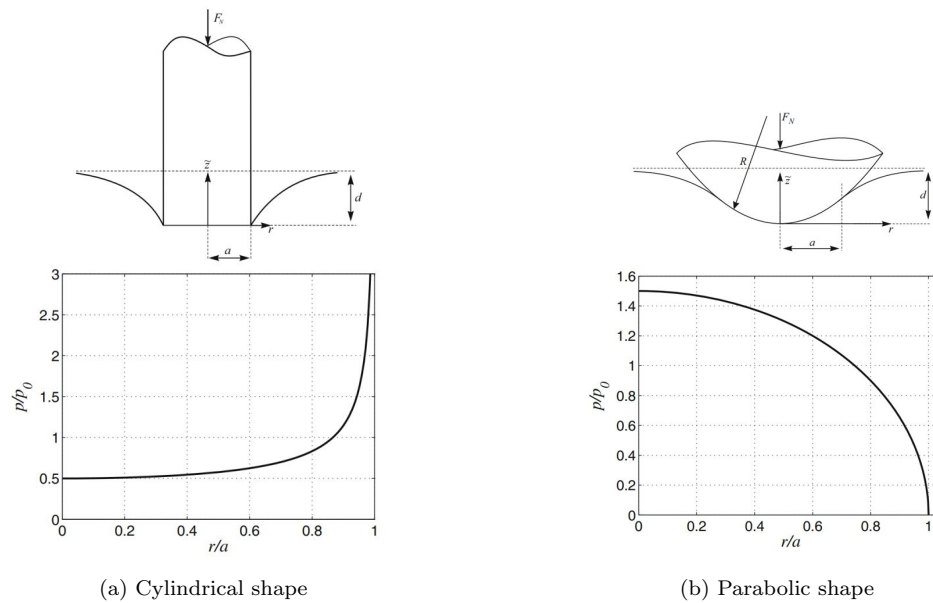 F_N
z̃
d
r
a
3
2.5
2
1.5
1
0.5
0
p/p_0
0 0.2 0.4 0.6 0.8 1
r/a
(a) Cylindrical shape
F_N
R
z̃
d
r
a
1.6
1.4
1.2
1
0.8
0.6
0.4
0.2
0
p/p_0
0 0.2 0.4 0.6 0.8 1
r/a
(b) Parabolic shape